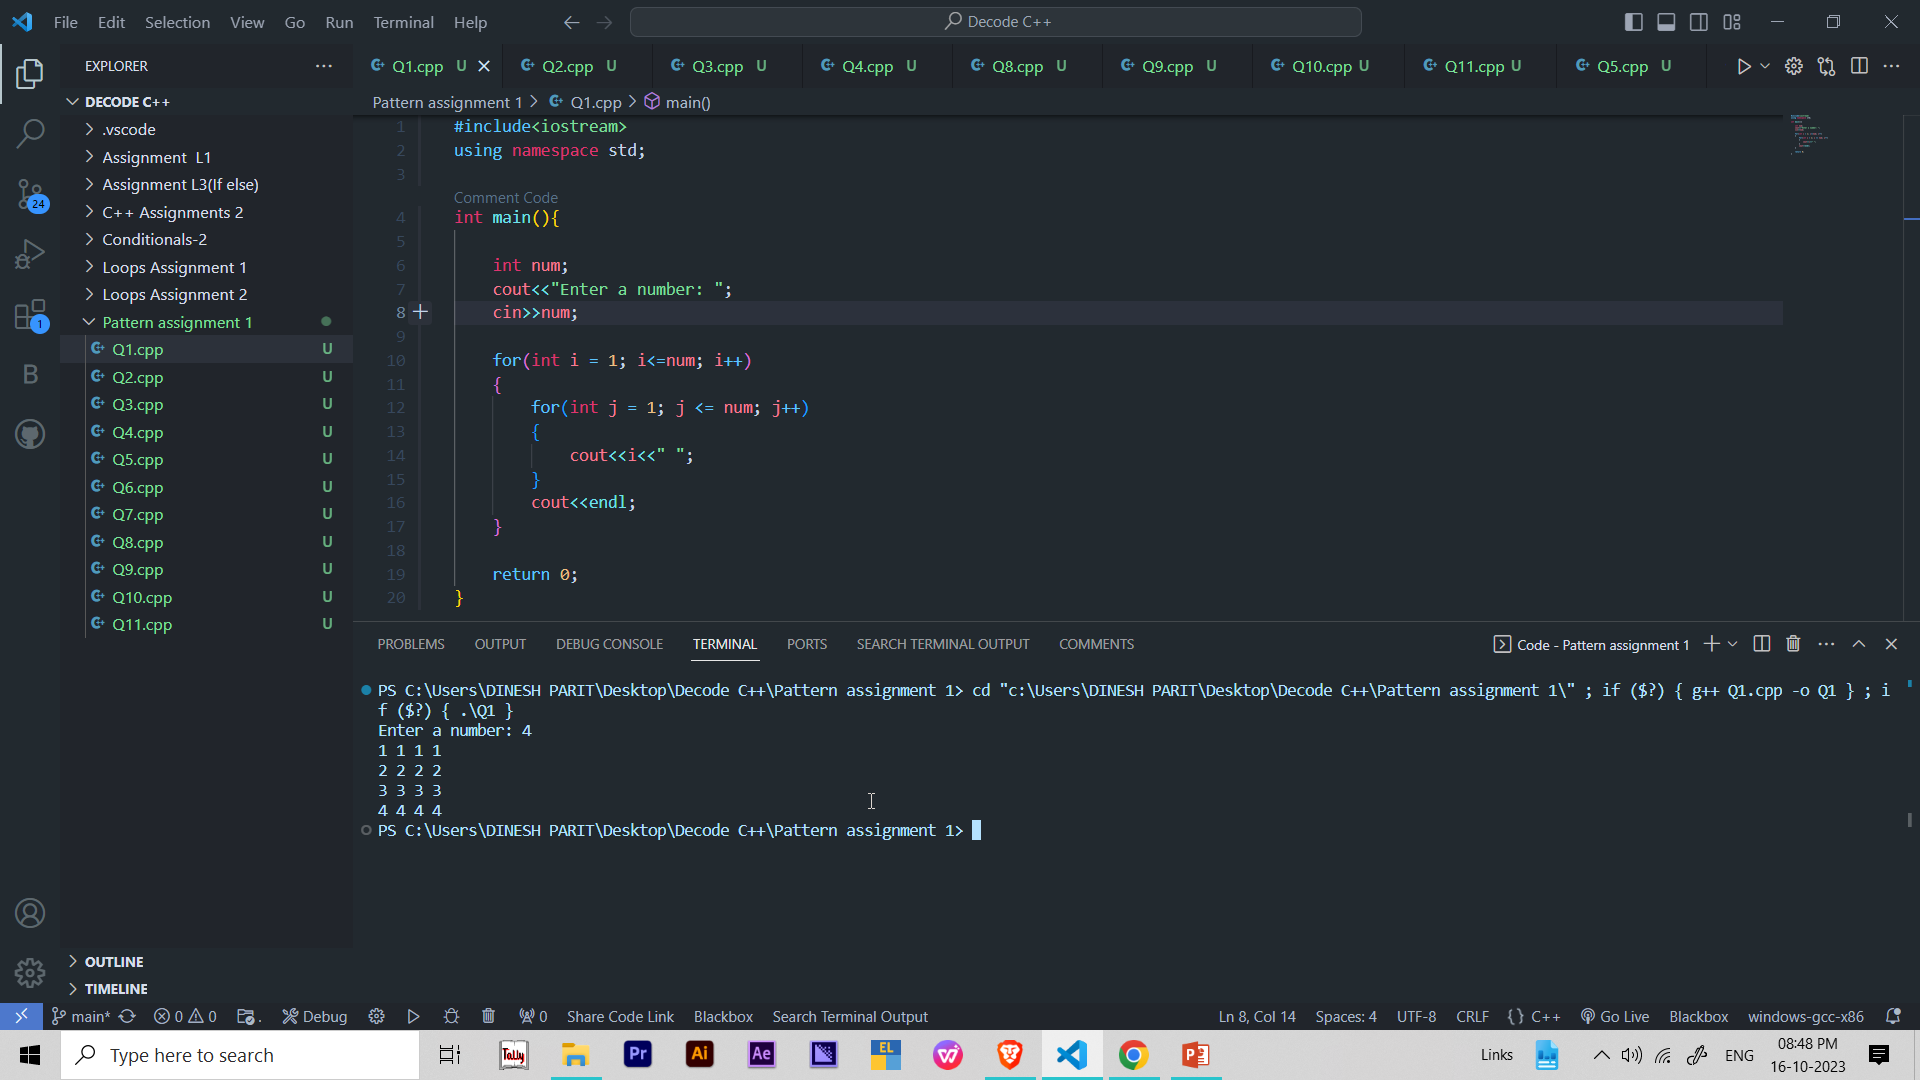 File Edit Selection View Go Run Terminal Help
Decode C++
EXPLORER
Q1.cpp U
Q2.cpp U
Q3.cpp U
Q4.cpp U
Q8.cpp U
Q9.cpp U
Q10.cpp U
Q11.cpp U
Q5.cpp U
DECODE C++
.vscode
Assignment L1
Assignment L3(If else)
C++ Assignments 2
Conditionals-2
Loops Assignment 1
Loops Assignment 2
Pattern assignment 1
Q1.cpp U
Q2.cpp U
Q3.cpp U
Q4.cpp U
Q5.cpp U
Q6.cpp U
Q7.cpp U
Q8.cpp U
Q9.cpp U
Q10.cpp U
Q11.cpp U
OUTLINE
TIMELINE
24
1
B
Pattern assignment 1 > Q1.cpp > main()
1 #include<iostream>
2 using namespace std;
3
Comment Code
4 int main(){
5
6 int num;
7 cout<<"Enter a number: ";
8 cin>>num;
9
10 for(int i = 1; i<=num; i++)
11 {
12 for(int j = 1; j <= num; j++)
13 {
14 cout<<i<<" ";
15 }
16 cout<<endl;
17 }
18
19 return 0;
20 }
PROBLEMS OUTPUT DEBUG CONSOLE TERMINAL PORTS SEARCH TERMINAL OUTPUT COMMENTS
Code - Pattern assignment 1
PS C:\Users\DINESH PARIT\Desktop\Decode C++\Pattern assignment 1> cd "c:\Users\DINESH PARIT\Desktop\Decode C++\Pattern assignment 1\" ; if ($?) { g++ Q1.cpp -o Q1 } ; i
f ($?) { .\Q1 }
Enter a number: 4
1 1 1 1
2 2 2 2
3 3 3 3
4 4 4 4
PS C:\Users\DINESH PARIT\Desktop\Decode C++\Pattern assignment 1>
main* 0 0 . Debug 0 Share Code Link Blackbox Search Terminal Output
Ln 8, Col 14 Spaces: 4 UTF-8 CRLF {} C++ Go Live Blackbox windows-gcc-x86
Type here to search
Tally Pr Ai Ae EL P
Links
ENG
08:48 PM
16-10-2023